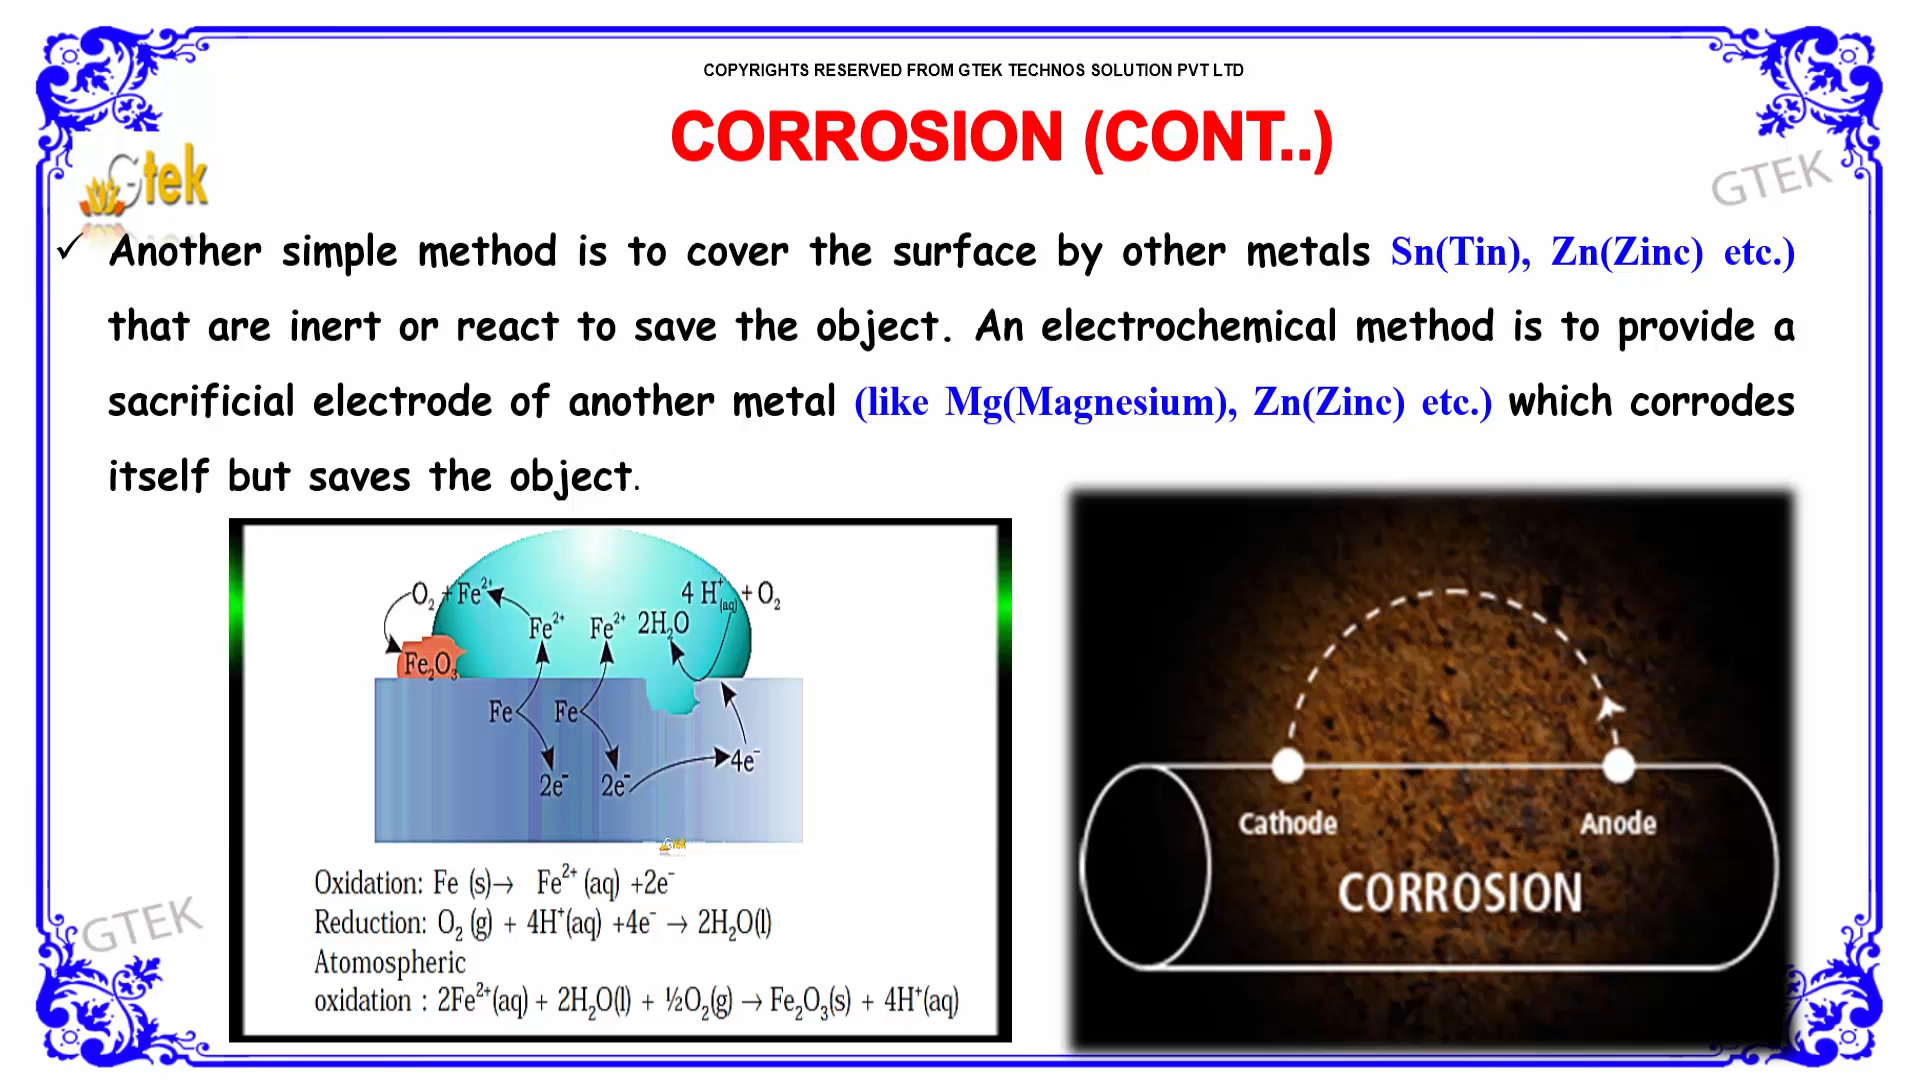 COPYRIGHTS RESERVED FROM GTEK TECHNOS SOLUTION PVT LTD
CORROSION (CONT..)
Gtek
GTEK
✓ Another simple method is to cover the surface by other metals Sn(Tin), Zn(Zinc) etc.)
that are inert or react to save the object. An electrochemical method is to provide a
sacrificial electrode of another metal (like Mg(Magnesium), Zn(Zinc) etc.) which corrodes
itself but saves the object.
O₂ + Fe²⁺
4 H⁺(aq) + O₂
Fe²⁺ Fe²⁺ 2H₂O
Fe₂O₃
Fe Fe
4e⁻
2e⁻ 2e⁻
Gtek
Oxidation: Fe (s)→ Fe²⁺ (aq) +2e⁻
Reduction: O₂ (g) + 4H⁺(aq) +4e⁻ → 2H₂O(l)
Atomospheric
oxidation : 2Fe²⁺(aq) + 2H₂O(l) + ½O₂(g) → Fe₂O₃(s) + 4H⁺(aq)
Cathode Anode
CORROSION
GTEK